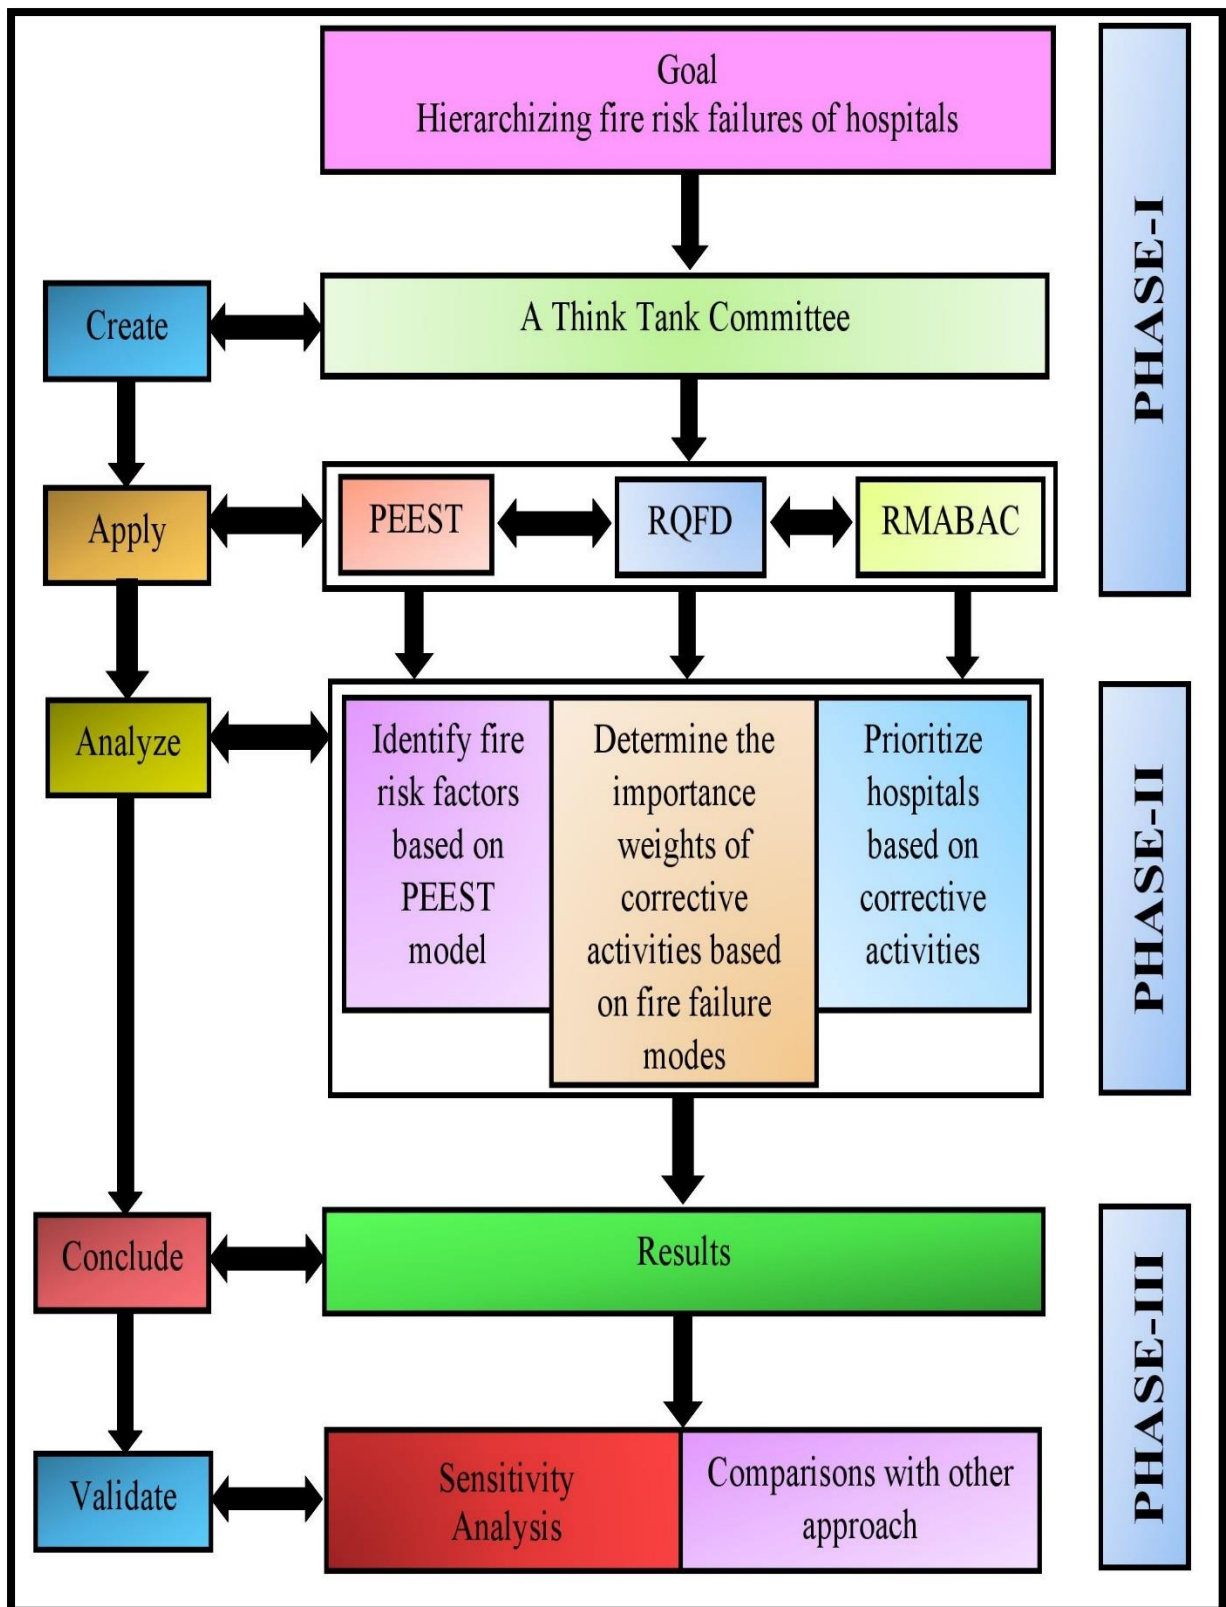 Goal
Hierarchizing fire risk failures of hospitals
PHASE-I
Create
A Think Tank Committee
Apply
PEEST
RQFD
RMABAC
Analyze
Identify fire
risk factors
based on
PEEST
model
Determine the
importance
weights of
corrective
activities based
on fire failure
modes
Prioritize
hospitals
based on
corrective
activities
PHASE-II
Conclude
Results
PHASE-III
Validate
Sensitivity
Analysis
Comparisons with other
approach